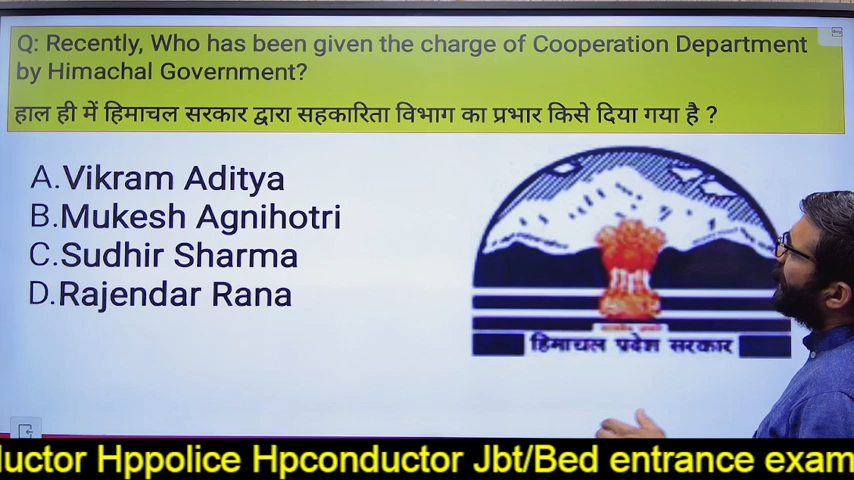 Q: Recently, Who has been given the charge of Cooperation Department
by Himachal Government?
हाल ही में हिमाचल सरकार द्वारा सहकारिता विभाग का प्रभार किसे दिया गया है ?
A.Vikram Aditya
B.Mukesh Agnihotri
C.Sudhir Sharma
D.Rajendar Rana
हिमाचल प्रदेश सरकार
Hppolice Hpconductor Jbt/Bed entrance exam